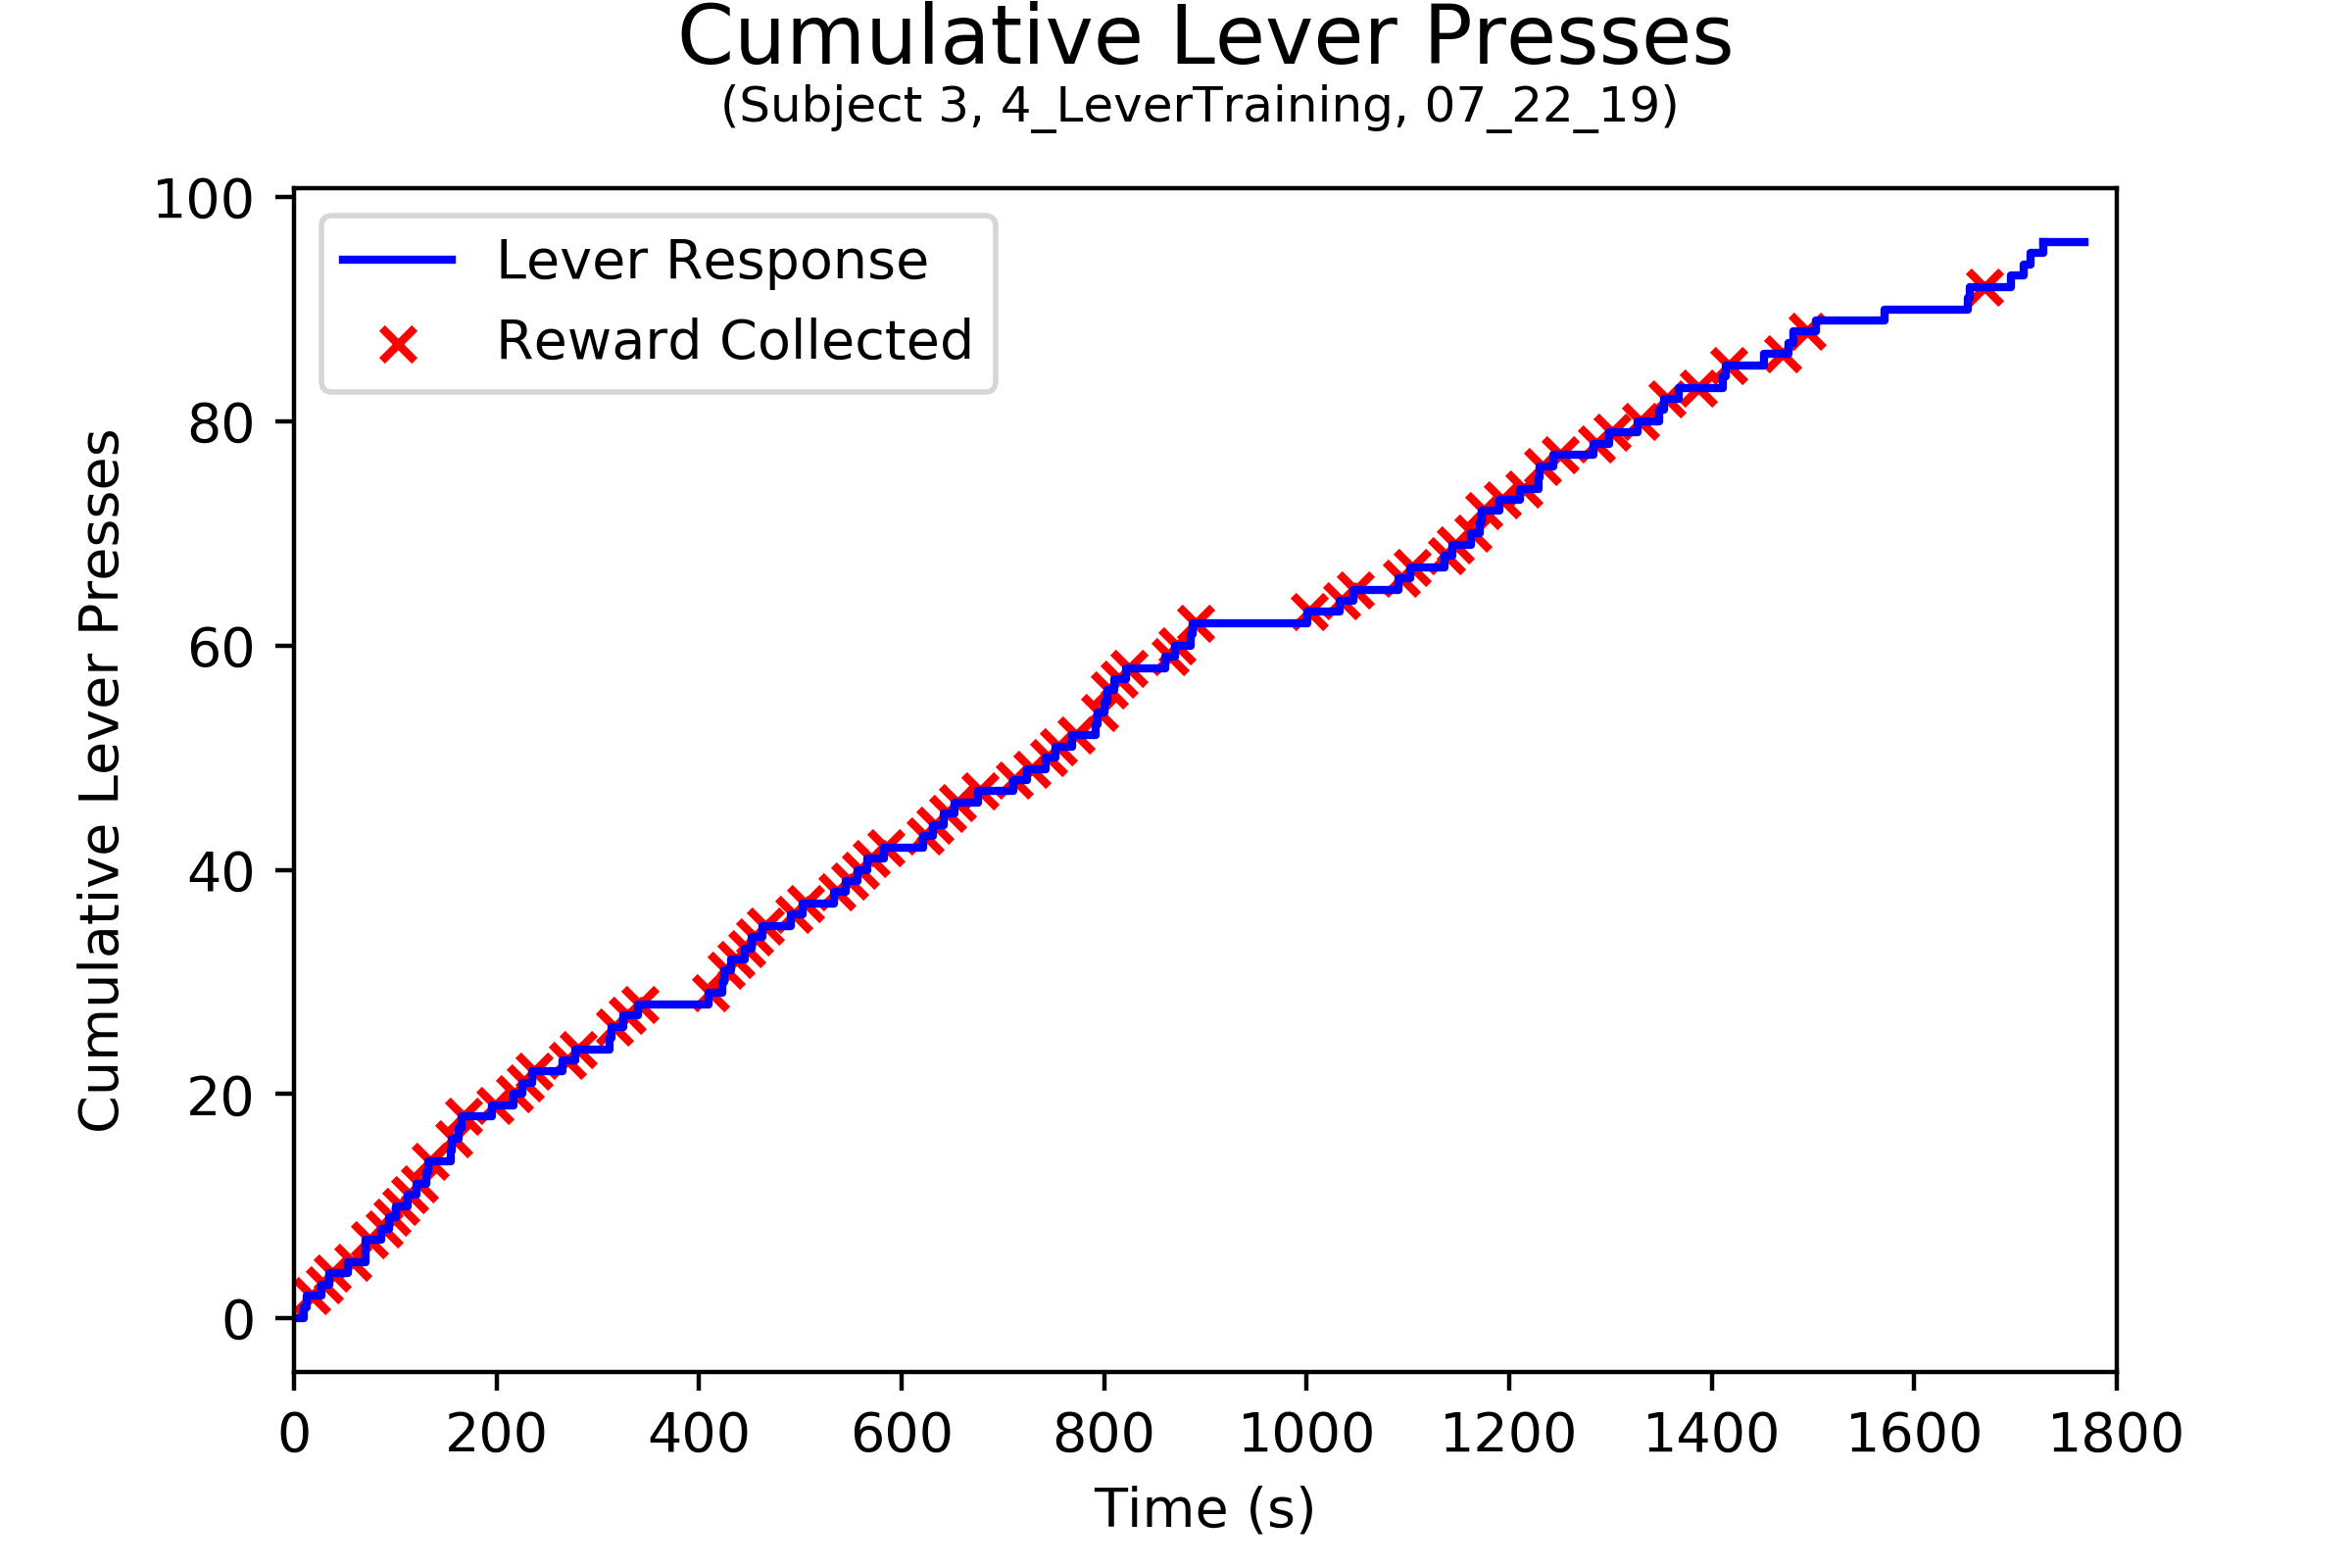 Cumulative Lever Presses
(Subject 3, 4_LeverTraining, 07_22_19)
Lever Response
Reward Collected
Cumulative Lever Presses
100
80
60
40
20
0
0 200 400 600 800 1000 1200 1400 1600 1800
Time (s)